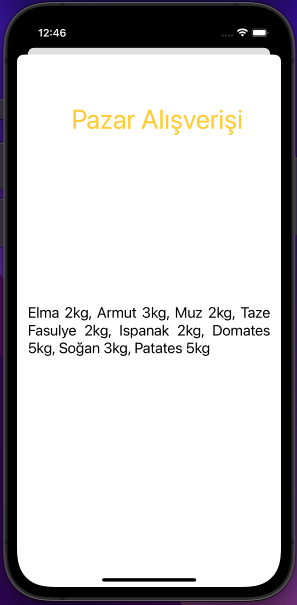 12:46
Pazar Alışverişi
Elma 2kg, Armut 3kg, Muz 2kg, Taze
Fasulye 2kg, Ispanak 2kg, Domates
5kg, Soğan 3kg, Patates 5kg